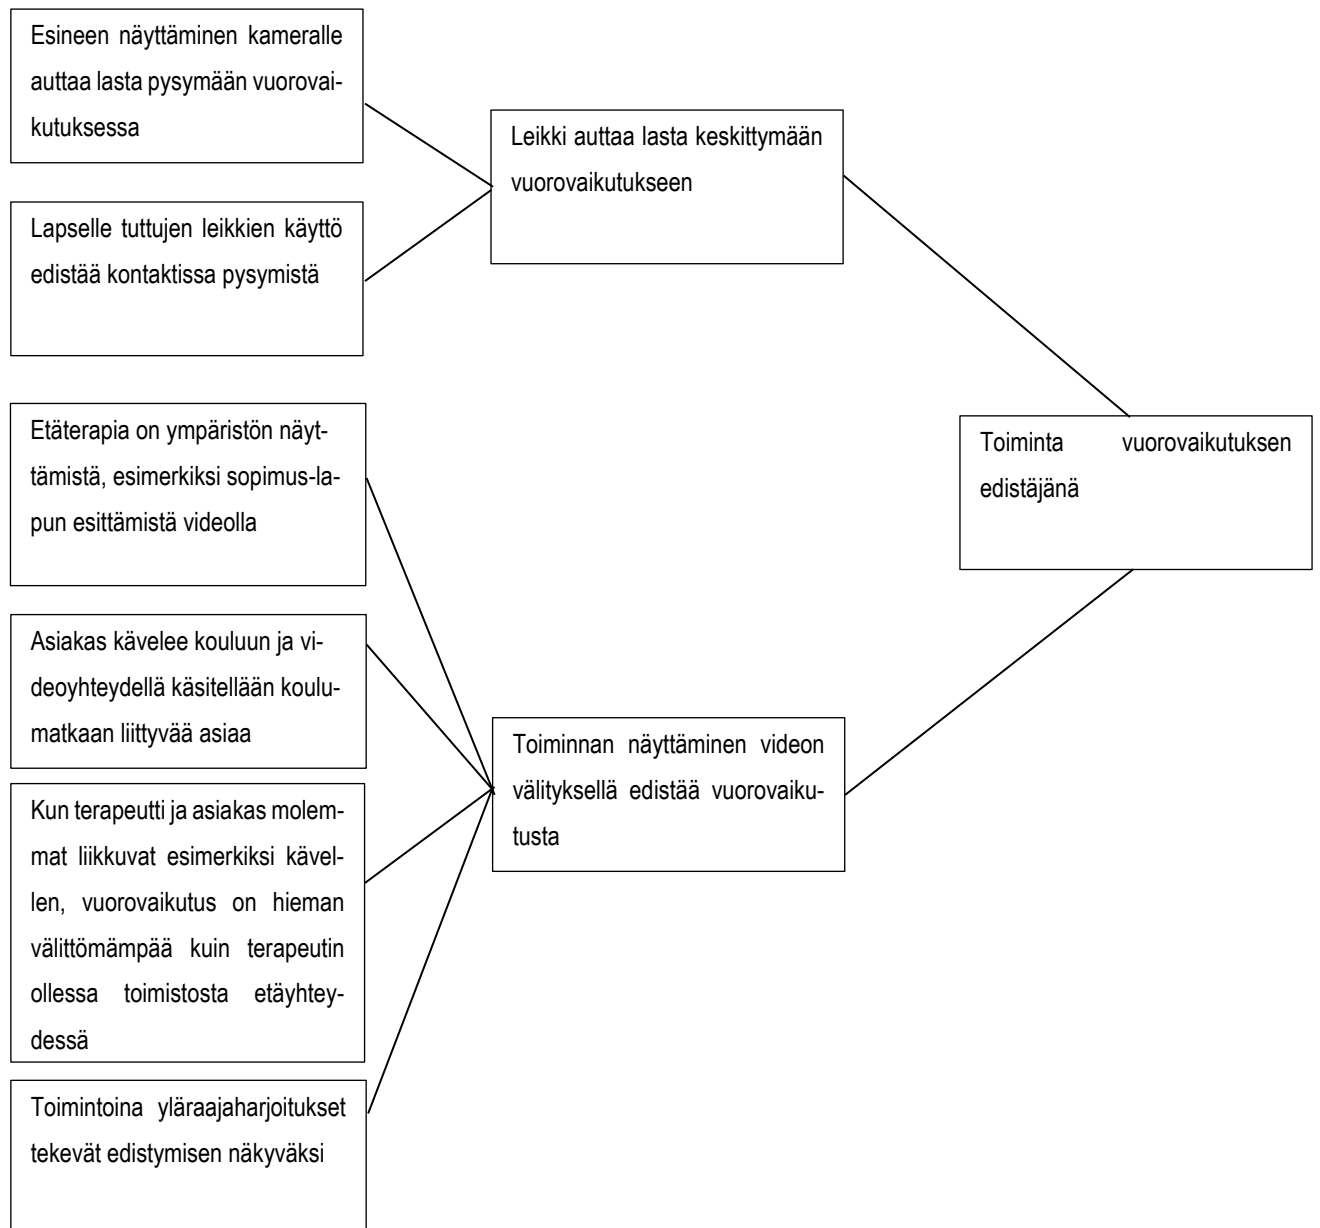 Esineen näyttäminen kameralle
auttaa lasta pysymään vuorovai-
kutuksessa
Lapselle tuttujen leikkien käyttö
edistää kontaktissa pysymistä
Leikki auttaa lasta keskittymään
vuorovaikutukseen
Etäterapia on ympäristön näyt-
tämistä, esimerkiksi sopimus-la-
pun esittämistä videolla
Asiakas kävelee kouluun ja vi-
deoyhteydellä käsitellään koulu-
matkaan liittyvää asiaa
Kun terapeutti ja asiakas molem-
mat liikkuvat esimerkiksi kävel-
len, vuorovaikutus on hieman
välittömämpää kuin terapeutin
ollessa toimistosta etäyhtey-
dessä
Toimintoina yläraajaharjoitukset
tekevät edistymisen näkyväksi
Toiminnan näyttäminen videon
välityksellä edistää vuorovaiku-
tusta
Toiminta vuorovaikutuksen
edistäjänä